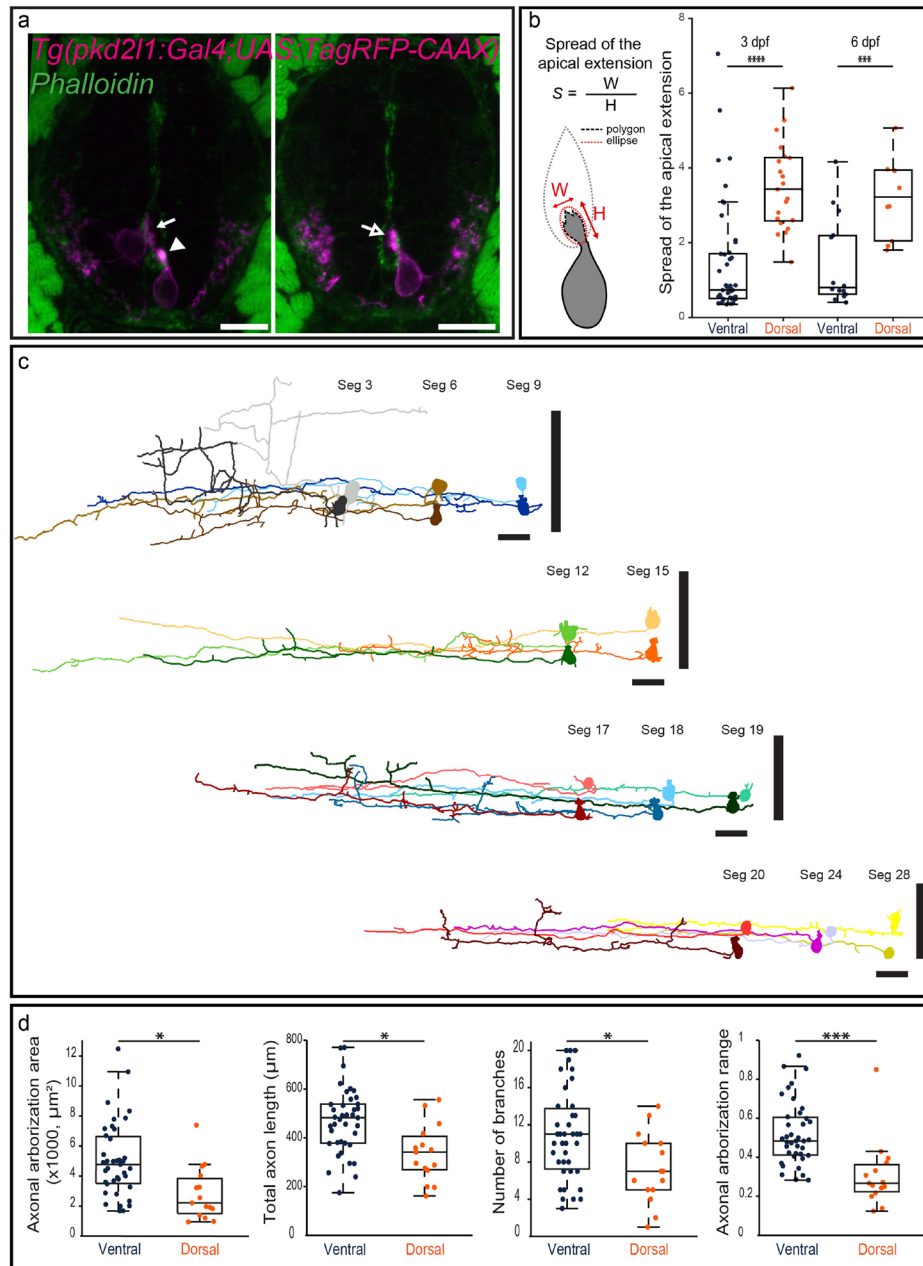 a
Tg(pkd2l1:Gal4;UAS:TagRFP-CAAX)
Phalloidin
b
Spread of the
apical extension
S = W
H
polygon
ellipse
W
H
Spread of the apical extension
8
6
4
2
0
3 dpf
****
6 dpf
***
Ventral
Dorsal
Ventral
Dorsal
c
Seg 3
Seg 6
Seg 9
Seg 12
Seg 15
Seg 17
Seg 18
Seg 19
Seg 20
Seg 24
Seg 28
d
Axonal arborization area
(x1000, µm²)
12
10
8
6
4
2
0
*
Ventral
Dorsal
Total axon length (µm)
800
600
400
200
0
*
Ventral
Dorsal
Number of branches
20
16
12
8
4
0
*
Ventral
Dorsal
Axonal arborization range
1
0.8
0.6
0.4
0.2
0
***
Ventral
Dorsal